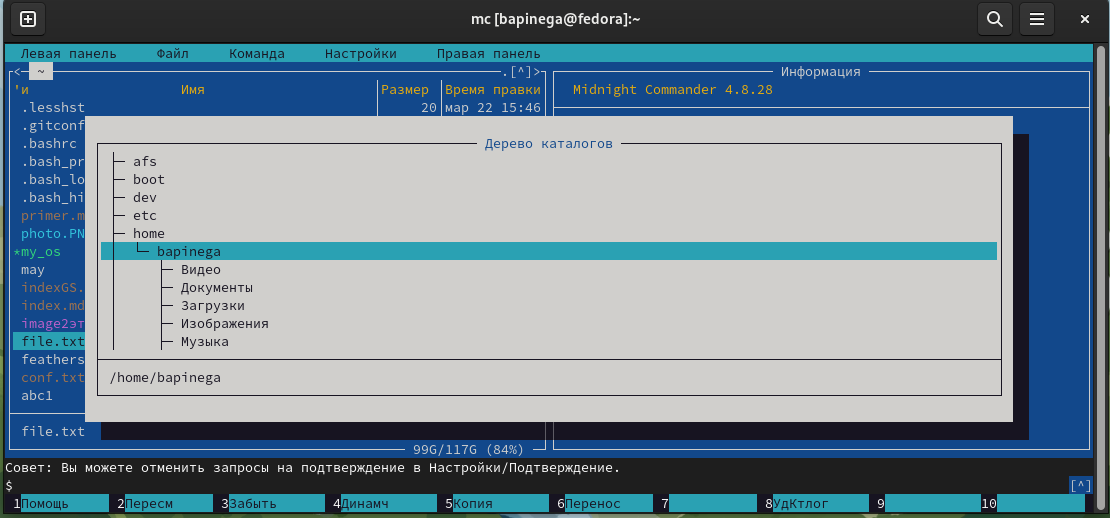 mc [bapinega@fedora]:~
Левая панель Файл Команда Настройки Правая панель
<- ~ .[^]> Информация
'и Имя Размер Время правки Midnight Commander 4.8.28
.lesshst 20 мар 22 15:46
.gitconf
.bashrc
.bash_pr
.bash_lo
.bash_hi
primer.m
photo.PN
*my_os
may
indexGS.
index.md
image2эт
file.txt
feathers
conf.txt
abc1
file.txt
Дерево каталогов
afs
boot
dev
etc
home
bapinega
Видео
Документы
Загрузки
Изображения
Музыка
/home/bapinega
99G/117G (84%)
Совет: Вы можете отменить запросы на подтверждение в Настройки/Подтверждение.
$ [^]
1Помощь 2Пересм 3Забыть 4Динамч 5Копия 6Перенос 7 8УдКтлог 9 10